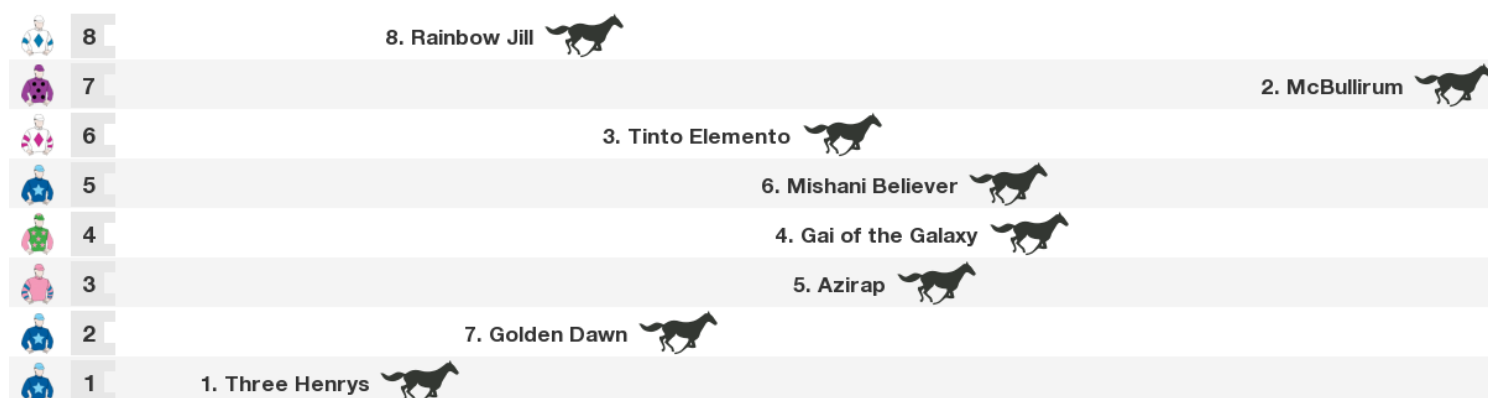 8 8. Rainbow Jill
7 2. McBullirum
6 3. Tinto Elemento
5 6. Mishani Believer
4 4. Gai of the Galaxy
3 5. Azirap
2 7. Golden Dawn
1 1. Three Henrys